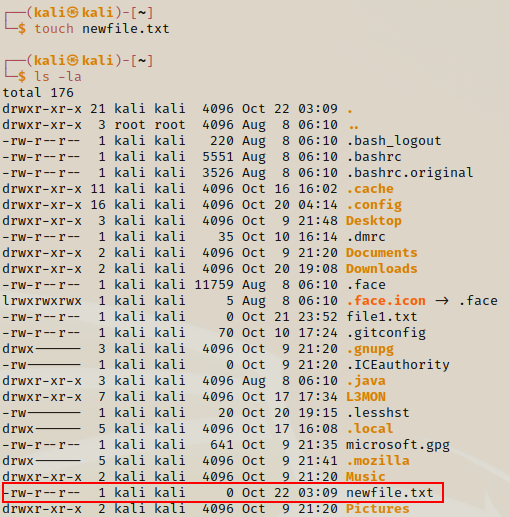 ┌──(kali㉿kali)-[~]
└─$ touch newfile.txt
┌──(kali㉿kali)-[~]
└─$ ls -la
total 176
drwxr-xr-x 21 kali kali  4096 Oct 22 03:09 .
drwxr-xr-x  3 root root  4096 Aug  8 06:10 ..
-rw-r--r--  1 kali kali   220 Aug  8 06:10 .bash_logout
-rw-r--r--  1 kali kali  5551 Aug  8 06:10 .bashrc
-rw-r--r--  1 kali kali  3526 Aug  8 06:10 .bashrc.original
drwxr-xr-x 11 kali kali  4096 Oct 16 16:02 .cache
drwxr-xr-x 16 kali kali  4096 Oct 20 04:14 .config
drwxr-xr-x  3 kali kali  4096 Oct  9 21:48 Desktop
-rw-r--r--  1 kali kali    35 Oct 10 16:14 .dmrc
drwxr-xr-x  2 kali kali  4096 Oct  9 21:20 Documents
drwxr-xr-x  2 kali kali  4096 Oct 20 19:08 Downloads
-rw-r--r--  1 kali kali 11759 Aug  8 06:10 .face
lrwxrwxrwx  1 kali kali     5 Aug  8 06:10 .face.icon -> .face
-rw-r--r--  1 kali kali     0 Oct 21 23:52 file1.txt
-rw-r--r--  1 kali kali    70 Oct 10 17:24 .gitconfig
drwx------  3 kali kali  4096 Oct  9 21:20 .gnupg
-rw-------  1 kali kali     0 Oct  9 21:20 .ICEauthority
drwxr-xr-x  3 kali kali  4096 Aug  8 06:10 .java
drwxr-xr-x  7 kali kali  4096 Oct 17 17:34 L3MON
-rw-------  1 kali kali    20 Oct 20 19:15 .lesshst
drwx------  5 kali kali  4096 Oct 17 16:08 .local
-rw-r--r--  1 kali kali   641 Oct  9 21:35 microsoft.gpg
drwx------  5 kali kali  4096 Oct  9 21:41 .mozilla
drwxr-xr-x  2 kali kali  4096 Oct  9 21:20 Music
-rw-r--r--  1 kali kali     0 Oct 22 03:09 newfile.txt
drwxr-xr-x  2 kali kali  4096 Oct  9 21:20 Pictures